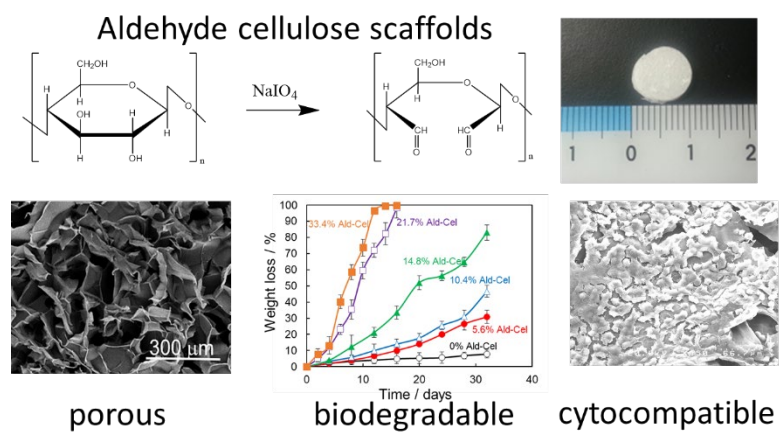 Aldehyde cellulose scaffolds
CH₂OH
H
O
H
OH
H
H
OH
O
n
NaIO₄
CH₂OH
H
O
H
H
CHO
CHO
O
n
1 0 1 2
300 μm
Weight loss / %
100
90
80
70
60
50
40
30
20
10
0
33.4% Ald-Cel
21.7% Ald-Cel
14.8% Ald-Cel
10.4% Ald-Cel
5.6% Ald-Cel
0% Ald-Cel
0 10 20 30 40
Time / days
porous
biodegradable
cytocompatible